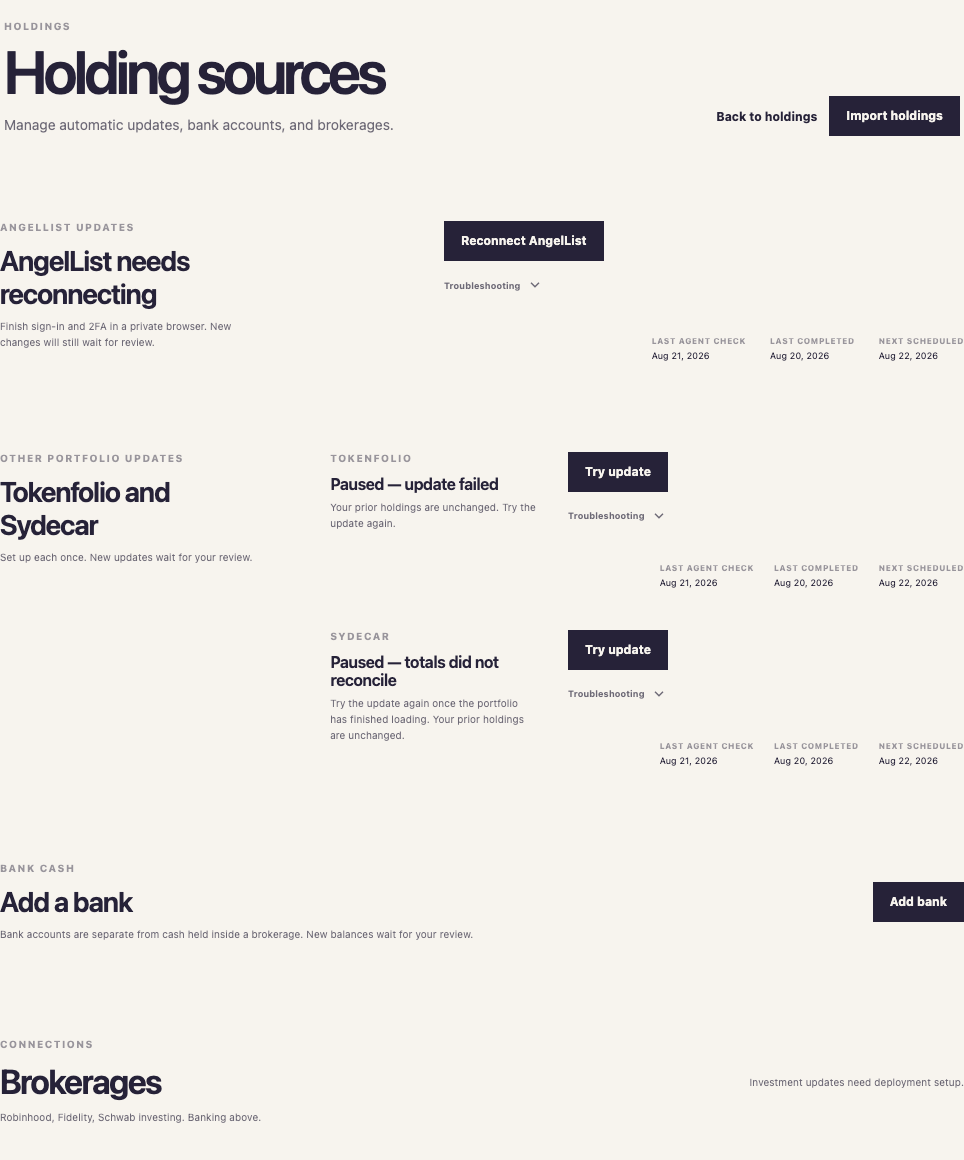 HOLDINGS
Holding sources
Manage automatic updates, bank accounts, and brokerages.
Back to holdings
Import holdings
ANGELLIST UPDATES
AngelList needs
reconnecting
Finish sign-in and 2FA in a private browser. New
changes will still wait for review.
Reconnect AngelList
Troubleshooting
LAST AGENT CHECK
Aug 21, 2026
LAST COMPLETED
Aug 20, 2026
NEXT SCHEDULED
Aug 22, 2026
OTHER PORTFOLIO UPDATES
Tokenfolio and
Sydecar
Set up each once. New updates wait for your review.
TOKENFOLIO
Paused — update failed
Your prior holdings are unchanged. Try the
update again.
Try update
Troubleshooting
LAST AGENT CHECK
Aug 21, 2026
LAST COMPLETED
Aug 20, 2026
NEXT SCHEDULED
Aug 22, 2026
SYDECAR
Paused — totals did not
reconcile
Try the update again once the portfolio
has finished loading. Your prior holdings
are unchanged.
Try update
Troubleshooting
LAST AGENT CHECK
Aug 21, 2026
LAST COMPLETED
Aug 20, 2026
NEXT SCHEDULED
Aug 22, 2026
BANK CASH
Add a bank
Bank accounts are separate from cash held inside a brokerage. New balances wait for your review.
Add bank
CONNECTIONS
Brokerages
Robinhood, Fidelity, Schwab investing. Banking above.
Investment updates need deployment setup.